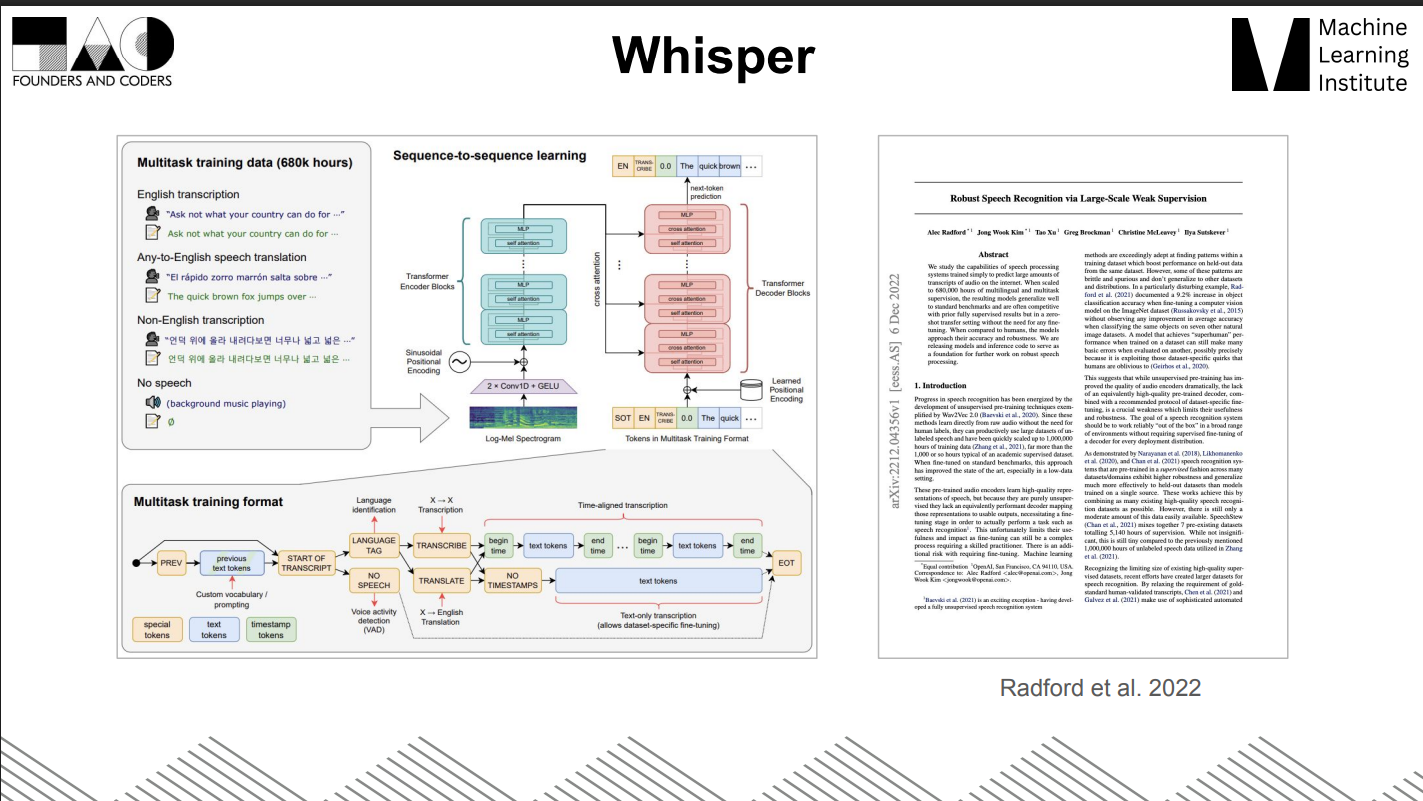 FOUNDERS AND CODERS
Whisper
Machine
Learning
Institute
Multitask training data (680k hours)
English transcription
“Ask not what your country can do for ⋯”
Ask not what your country can do for ⋯
Any-to-English speech translation
“El rápido zorro marrón salta sobre ⋯”
The quick brown fox jumps over ⋯
Non-English transcription
“언덕 위에 올라 내려다보면 너무나 넓고 넓은 ⋯”
언덕 위에 올라 내려다보면 너무나 넓고 넓은 ⋯
No speech
(background music playing)
∅
Sequence-to-sequence learning
EN TRANS-CRIBE 0.0 The quick brown ⋯
next-token
prediction
MLP
self attention
⋮
MLP
self attention
MLP
self attention
Transformer
Encoder Blocks
cross attention
⋮
MLP
cross attention
self attention
⋮
MLP
cross attention
self attention
MLP
cross attention
self attention
Transformer
Decoder Blocks
Sinusoidal
Positional
Encoding
2 × Conv1D + GELU
Log-Mel Spectrogram
Learned
Positional
Encoding
SOT EN TRANS-CRIBE 0.0 The quick ⋯
Tokens in Multitask Training Format
Multitask training format
Language
identification
X → X
Transcription
Time-aligned transcription
PREV
previous
text tokens
START OF
TRANSCRIPT
LANGUAGE
TAG
TRANSCRIBE
begin
time
text tokens
end
time
⋯
begin
time
text tokens
end
time
EOT
NO
SPEECH
TRANSLATE
NO
TIMESTAMPS
text tokens
Custom vocabulary /
prompting
Voice activity
detection
(VAD)
X → English
Translation
Text-only transcription
(allows dataset-specific fine-tuning)
special
tokens
text
tokens
timestamp
tokens
arXiv:2212.04356v1 [eess.AS] 6 Dec 2022
Robust Speech Recognition via Large-Scale Weak Supervision
Alec Radford * 1 Jong Wook Kim * 1 Tao Xu 1 Greg Brockman 1 Christine McLeavey 1 Ilya Sutskever 1
Abstract
We study the capabilities of speech processing
systems trained simply to predict large amounts of
transcripts of audio on the internet. When scaled
to 680,000 hours of multilingual and multitask
supervision, the resulting models generalize well
to standard benchmarks and are often competitive
with prior fully supervised results but in a zero-
shot transfer setting without the need for any fine-
tuning. When compared to humans, the models
approach their accuracy and robustness. We are
releasing models and inference code to serve as
a foundation for further work on robust speech
processing.
1. Introduction
Progress in speech recognition has been energized by the
development of unsupervised pre-training techniques exem-
plified by Wav2Vec 2.0 (Baevski et al., 2020). Since these
methods learn directly from raw audio without the need for
human labels, they can productively use large datasets of un-
labeled speech and have been quickly scaled up to 1,000,000
hours of training data (Zhang et al., 2021), far more than the
1,000 or so hours typical of an academic supervised dataset.
When fine-tuned on standard benchmarks, this approach
has improved the state of the art, especially in a low-data
setting.
These pre-trained audio encoders learn high-quality repre-
sentations of speech, but because they are purely unsuper-
vised they lack an equivalently performant decoder mapping
those representations to usable outputs, necessitating a fine-
tuning stage in order to actually perform a task such as
speech recognition1. This unfortunately limits their use-
fulness and impact as fine-tuning can still be a complex
process requiring a skilled practitioner. There is an addi-
tional risk with requiring fine-tuning. Machine learning
*Equal contribution 1OpenAI, San Francisco, CA 94110, USA.
Correspondence to: Alec Radford <alec@openai.com>, Jong
Wook Kim <jongwook@openai.com>.
1Baevski et al. (2021) is an exciting exception - having devel-
oped a fully unsupervised speech recognition system
methods are exceedingly adept at finding patterns within a
training dataset which boost performance on held-out data
from the same dataset. However, some of these patterns are
brittle and spurious and don’t generalize to other datasets
and distributions. In a particularly disturbing example, Rad-
ford et al. (2021) documented a 9.2% increase in object
classification accuracy when fine-tuning a computer vision
model on the ImageNet dataset (Russakovsky et al., 2015)
without observing any improvement in average accuracy
when classifying the same objects on seven other natural
image datasets. A model that achieves “superhuman” per-
formance when trained on a dataset can still make many
basic errors when evaluated on another, possibly precisely
because it is exploiting those dataset-specific quirks that
humans are oblivious to (Geirhos et al., 2020).
This suggests that while unsupervised pre-training has im-
proved the quality of audio encoders dramatically, the lack
of an equivalently high-quality pre-trained decoder, com-
bined with a recommended protocol of dataset-specific fine-
tuning, is a crucial weakness which limits their usefulness
and robustness. The goal of a speech recognition system
should be to work reliably “out of the box” in a broad range
of environments without requiring supervised fine-tuning of
a decoder for every deployment distribution.
As demonstrated by Narayanan et al. (2018), Likhomanenko
et al. (2020), and Chan et al. (2021) speech recognition sys-
tems that are pre-trained in a supervised fashion across many
datasets/domains exhibit higher robustness and generalize
much more effectively to held-out datasets than models
trained on a single source. These works achieve this by
combining as many existing high-quality speech recogni-
tion datasets as possible. However, there is still only a
moderate amount of this data easily available. SpeechStew
(Chan et al., 2021) mixes together 7 pre-existing datasets
totalling 5,140 hours of supervision. While not insignifi-
cant, this is still tiny compared to the previously mentioned
1,000,000 hours of unlabeled speech data utilized in Zhang
et al. (2021).
Recognizing the limiting size of existing high-quality super-
vised datasets, recent efforts have created larger datasets for
speech recognition. By relaxing the requirement of gold-
standard human-validated transcripts, Chen et al. (2021) and
Galvez et al. (2021) make use of sophisticated automated
Radford et al. 2022